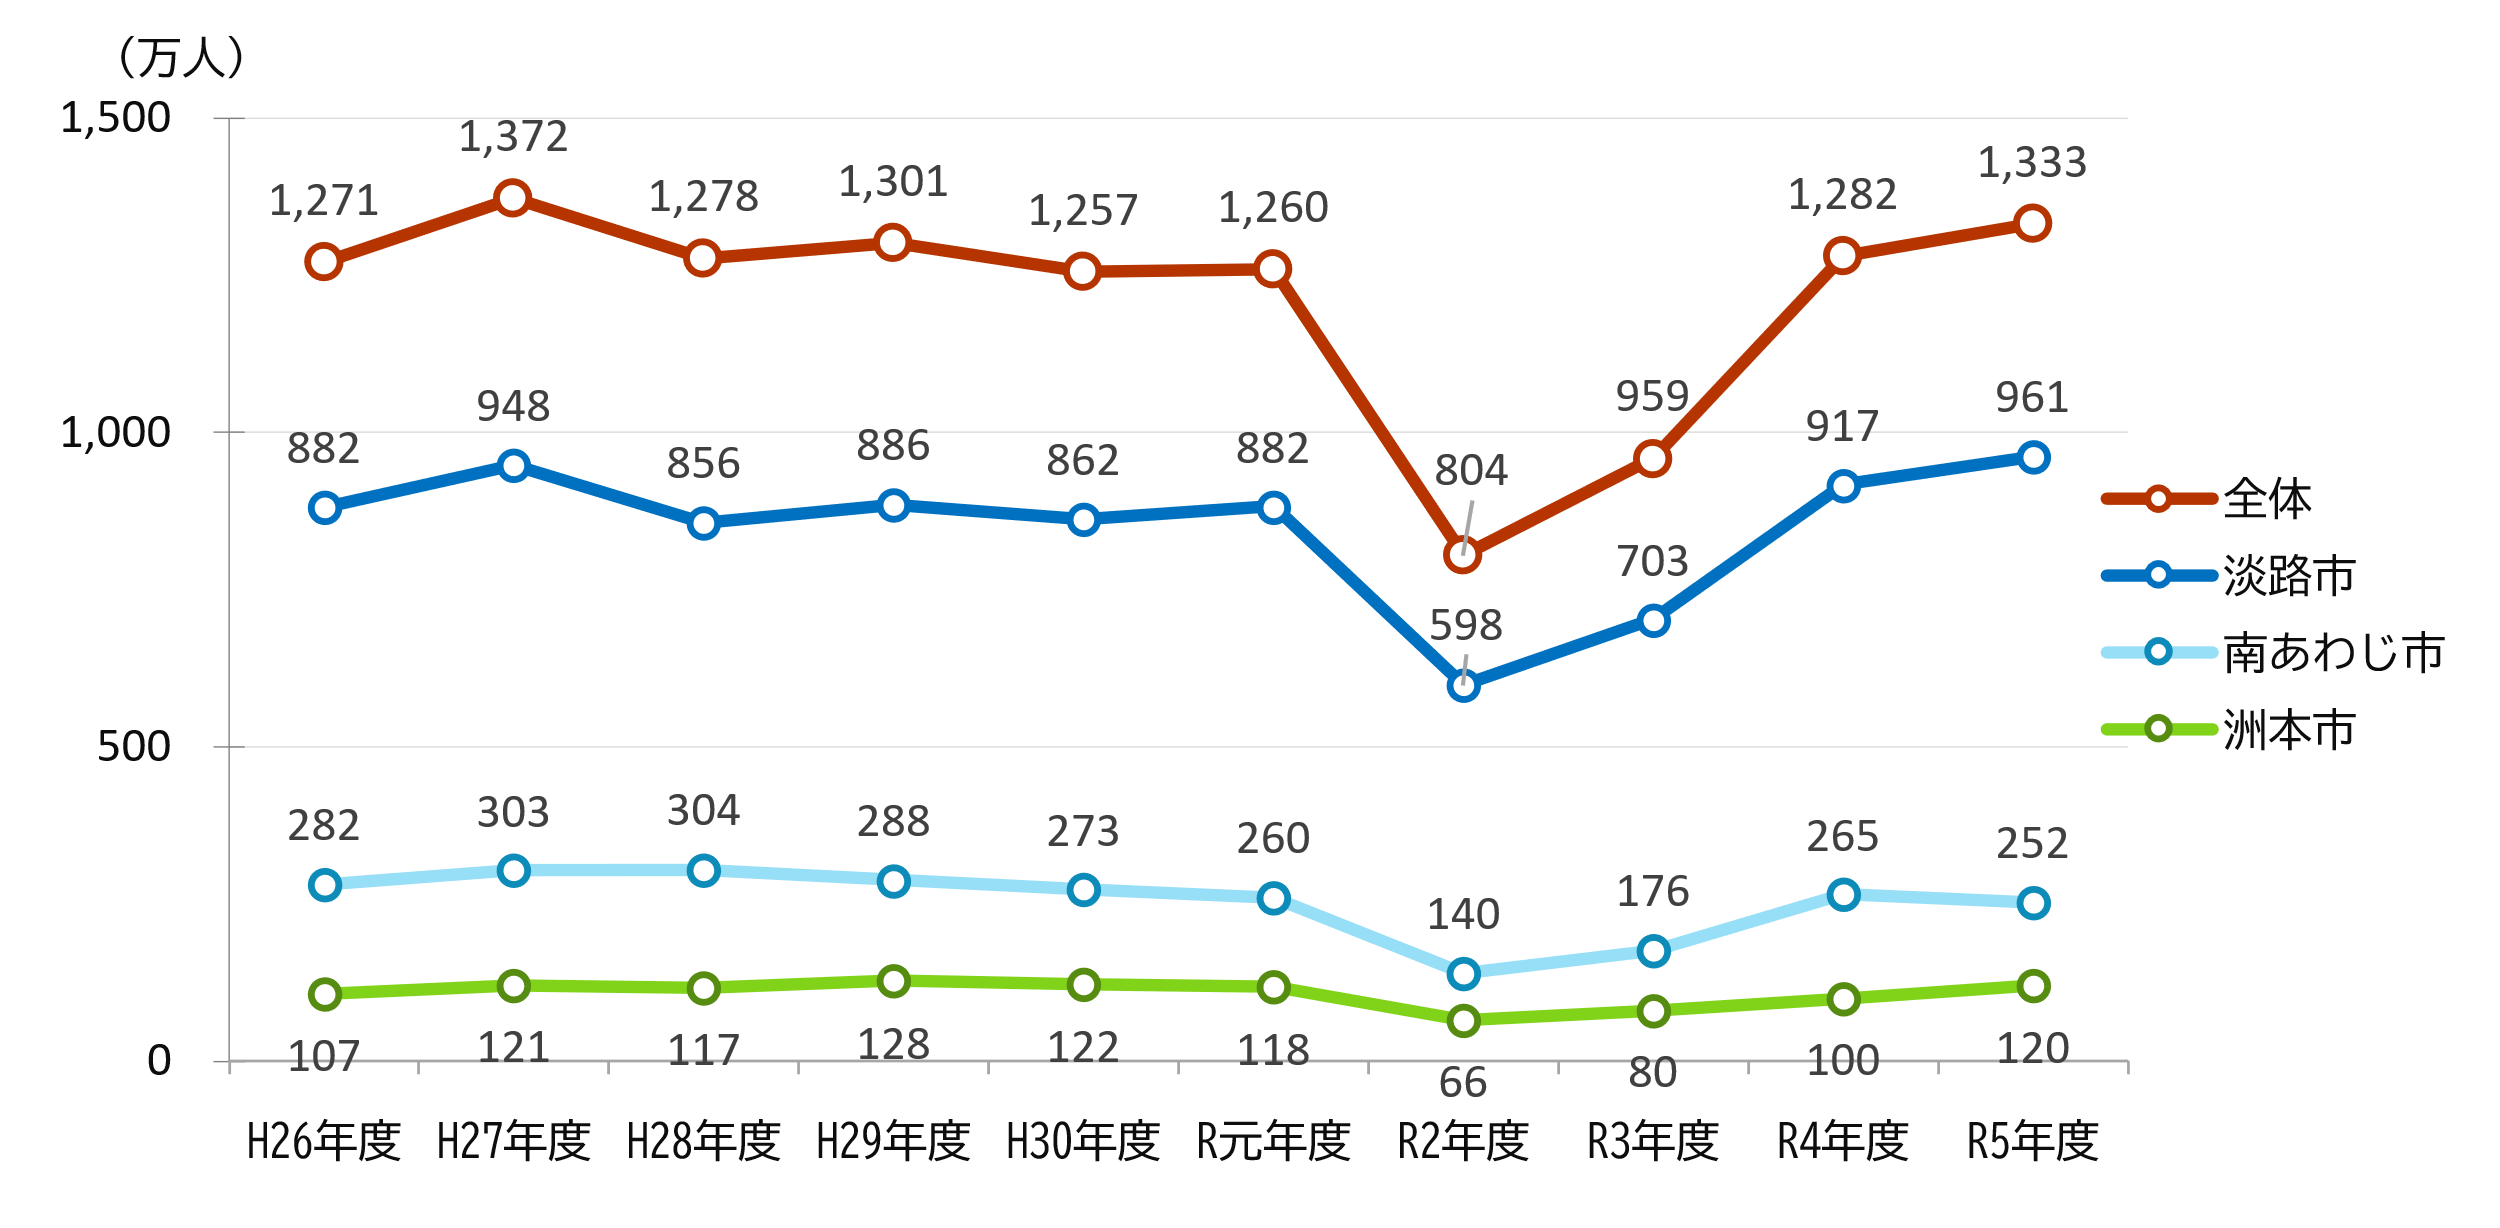 （万人）
1,500
1,000
500
0
1,271 1,372 1,278 1,301 1,257 1,260 804 959 1,282 1,333
882 948 856 886 862 882 598 703 917 961
282 303 304 288 273 260 140 176 265 252
107 121 117 128 122 118 66 80 100 120
H26年度 H27年度 H28年度 H29年度 H30年度 R元年度 R2年度 R3年度 R4年度 R5年度
全体
淡路市
南あわじ市
洲本市